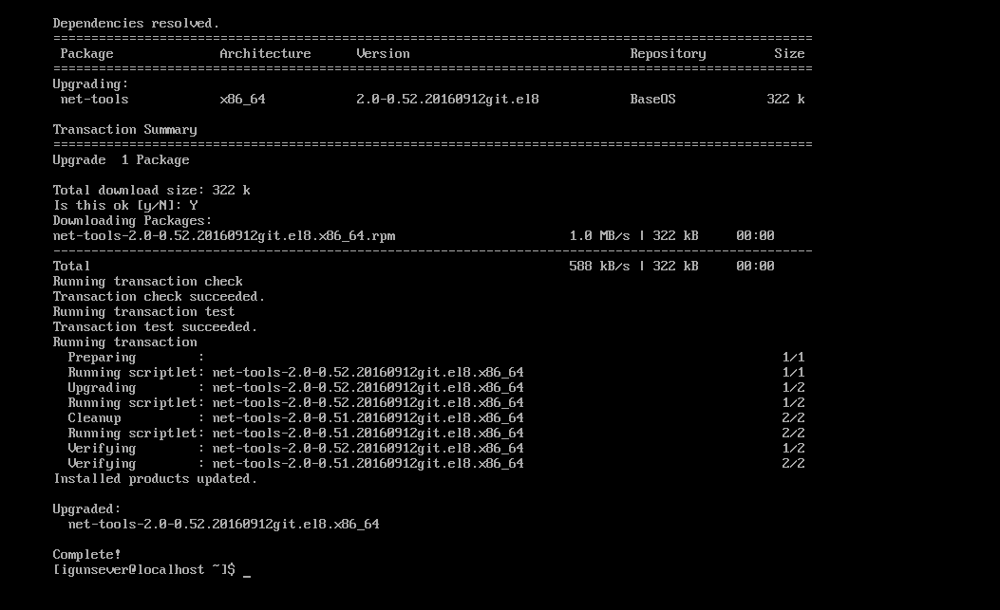 Dependencies resolved.
====================================================================================================
 Package              Architecture      Version                             Repository         Size
====================================================================================================
Upgrading:
 net-tools            x86_64            2.0-0.52.20160912git.el8            BaseOS            322 k

Transaction Summary
====================================================================================================
Upgrade  1 Package

Total download size: 322 k
Is this ok [y/N]: Y
Downloading Packages:
net-tools-2.0-0.52.20160912git.el8.x86_64.rpm                       1.0 MB/s | 322 kB     00:00
----------------------------------------------------------------------------------------------------
Total                                                               588 kB/s | 322 kB     00:00
Running transaction check
Transaction check succeeded.
Running transaction test
Transaction test succeeded.
Running transaction
  Preparing        :                                                                            1/1
  Running scriptlet: net-tools-2.0-0.52.20160912git.el8.x86_64                                  1/1
  Upgrading        : net-tools-2.0-0.52.20160912git.el8.x86_64                                  1/2
  Running scriptlet: net-tools-2.0-0.52.20160912git.el8.x86_64                                  1/2
  Cleanup          : net-tools-2.0-0.51.20160912git.el8.x86_64                                  2/2
  Running scriptlet: net-tools-2.0-0.51.20160912git.el8.x86_64                                  2/2
  Verifying        : net-tools-2.0-0.52.20160912git.el8.x86_64                                  1/2
  Verifying        : net-tools-2.0-0.51.20160912git.el8.x86_64                                  2/2
Installed products updated.

Upgraded:
  net-tools-2.0-0.52.20160912git.el8.x86_64

Complete!
[igunsever@localhost ~]$ _